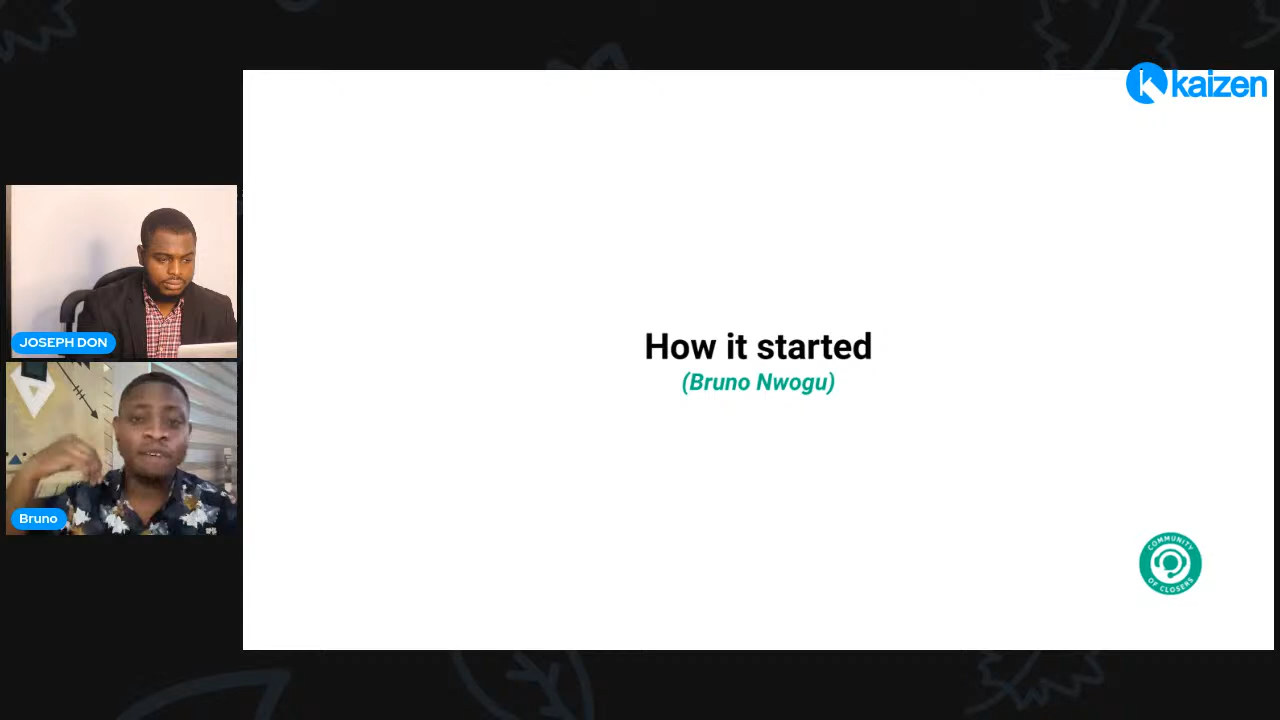 kaizen
JOSEPH DON
How it started
(Bruno Nwogu)
Bruno
COMMUNITY
OF CLOSERS